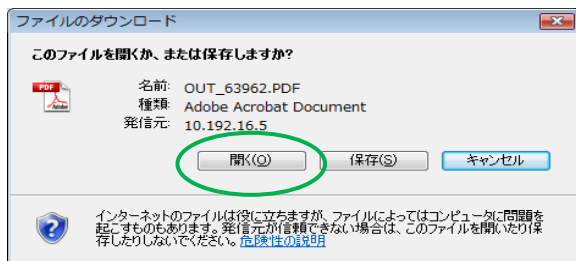 ファイルのダウンロード
このファイルを開くか、または保存しますか?
PDF
Adobe
名前: OUT_63962.PDF
種類: Adobe Acrobat Document
発信元: 10.192.16.5
開く(O) 保存(S) キャンセル
インターネットのファイルは役に立ちますが、ファイルによってはコンピュータに問題を
起こすものもあります。発信元が信頼できない場合は、このファイルを開いたり保
存したりしないでください。危険性の説明